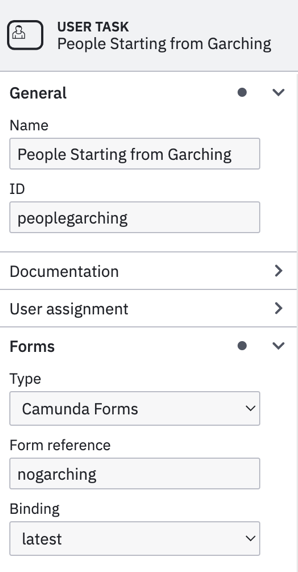 USER TASK
People Starting from Garching
General
Name
People Starting from Garching
ID
peoplegarching
Documentation
User assignment
Forms
Type
Camunda Forms
Form reference
nogarching
Binding
latest